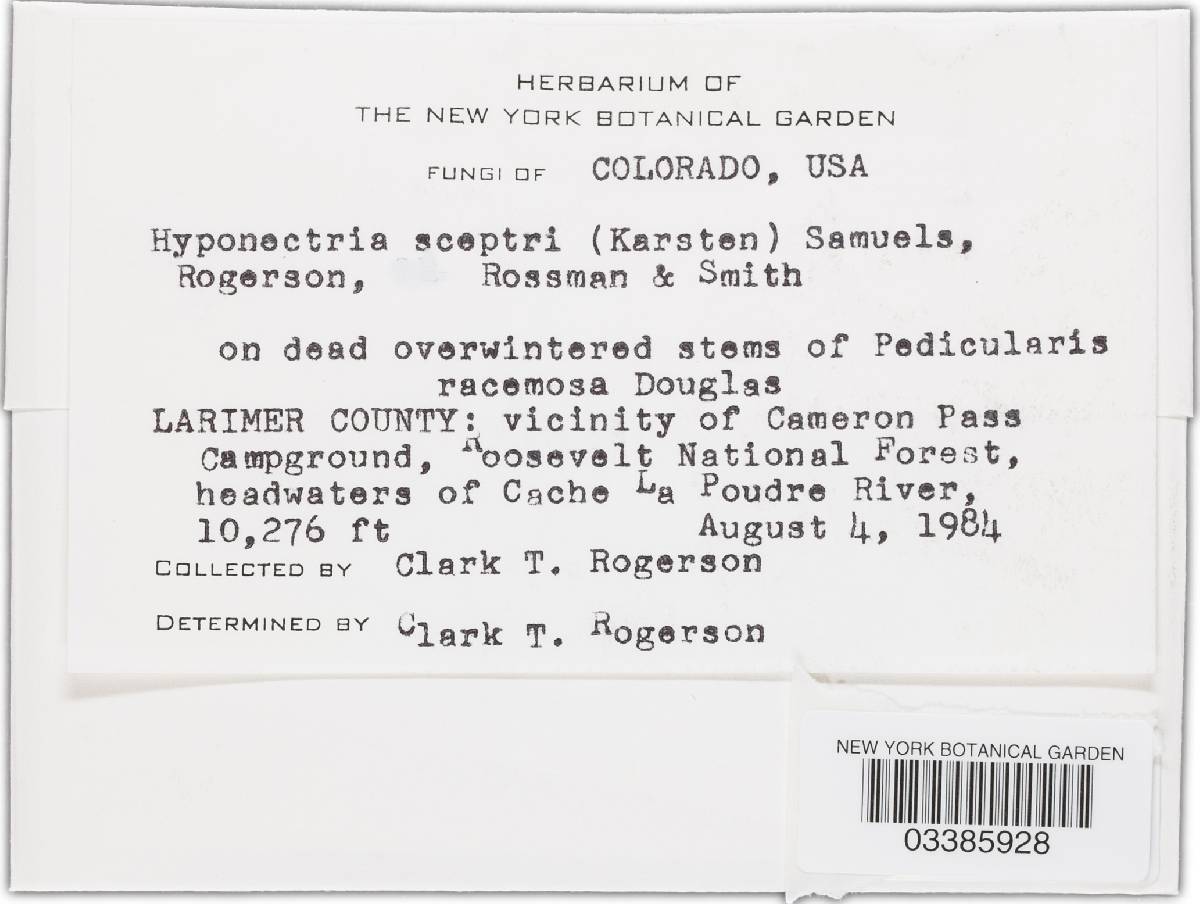 HERBARIUM OF
THE NEW YORK BOTANICAL GARDEN
FUNGI OF COLORADO, USA
Hyponectria sceptri (Karsten) Samuels,
Rogerson, Rossman & Smith
on dead overwintered stems of Pedicularis
racemosa Douglas
LARIMER COUNTY: vicinity of Cameron Pass
Campground, Roosevelt National Forest,
headwaters of Cache La Poudre River,
10,276 ft August 4, 1984
COLLECTED BY Clark T. Rogerson
DETERMINED BY Clark T. Rogerson
NEW YORK BOTANICAL GARDEN
03385928